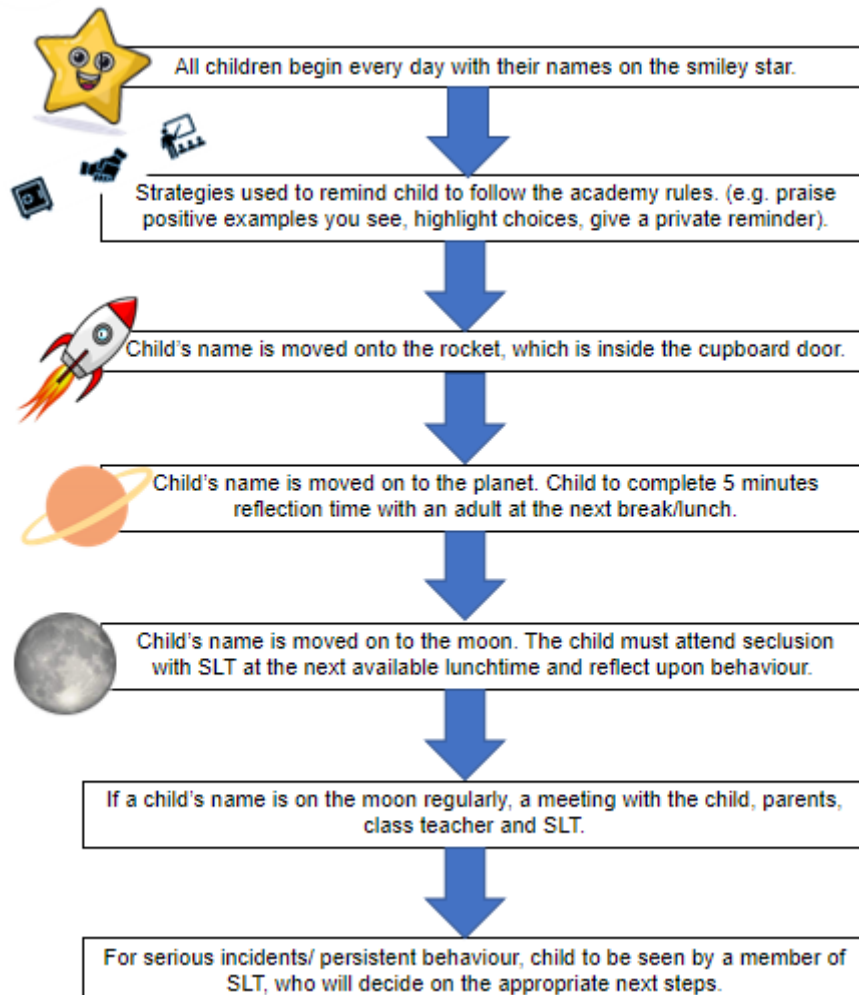 All children begin every day with their names on the smiley star.
Strategies used to remind child to follow the academy rules. (e.g. praise
positive examples you see, highlight choices, give a private reminder).
Child's name is moved onto the rocket, which is inside the cupboard door.
Child's name is moved on to the planet. Child to complete 5 minutes
reflection time with an adult at the next break/lunch.
Child's name is moved on to the moon. The child must attend seclusion
with SLT at the next available lunchtime and reflect upon behaviour.
If a child's name is on the moon regularly, a meeting with the child, parents,
class teacher and SLT.
For serious incidents/ persistent behaviour, child to be seen by a member of
SLT, who will decide on the appropriate next steps.